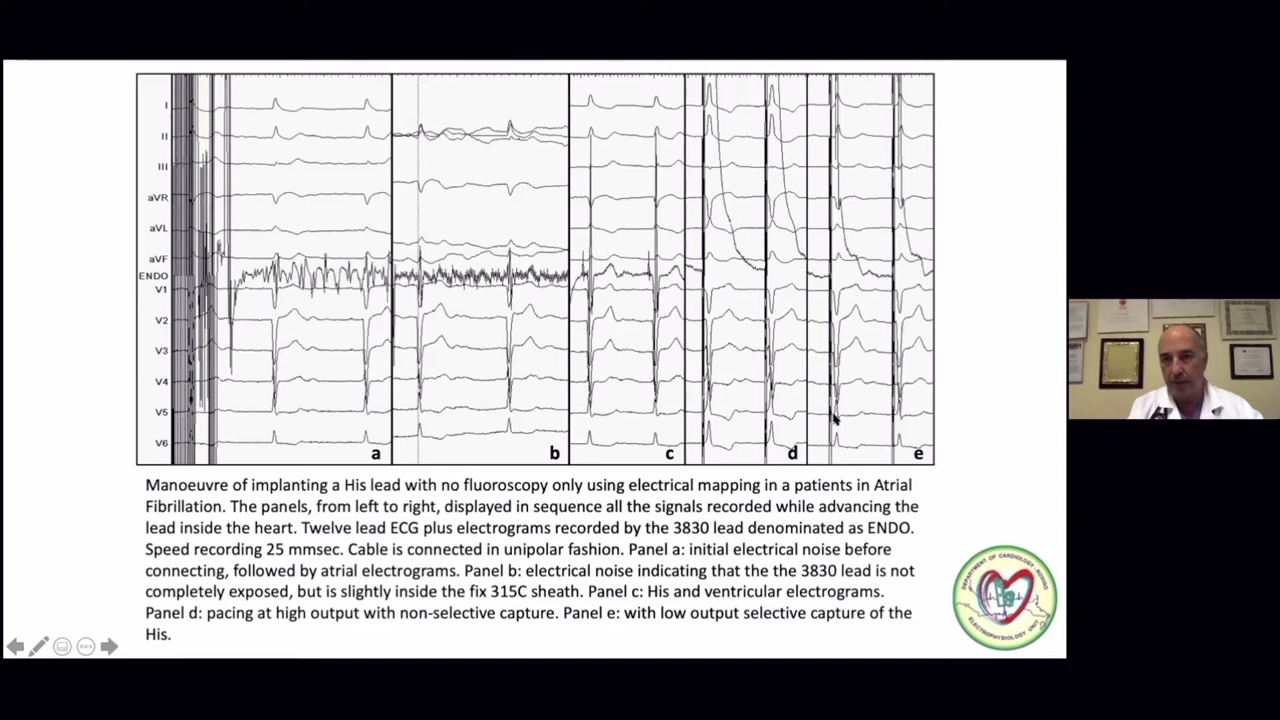 I
II
III
aVR
aVL
aVF
ENDO
V1
V2
V3
V4
V5
V6
a
b
c
d
e
Manoeuvre of implanting a His lead with no fluoroscopy only using electrical mapping in a patients in Atrial
Fibrillation. The panels, from left to right, displayed in sequence all the signals recorded while advancing the
lead inside the heart. Twelve lead ECG plus electrograms recorded by the 3830 lead denominated as ENDO.
Speed recording 25 mmsec. Cable is connected in unipolar fashion. Panel a: initial electrical noise before
connecting, followed by atrial electrograms. Panel b: electrical noise indicating that the the 3830 lead is not
completely exposed, but is slightly inside the fix 315C sheath. Panel c: His and ventricular electrograms.
Panel d: pacing at high output with non-selective capture. Panel e: with low output selective capture of the
His.
DEPARTMENT OF CARDIOLOGY-ROVIGO
ELECTROPHYSIOLOGY UNIT